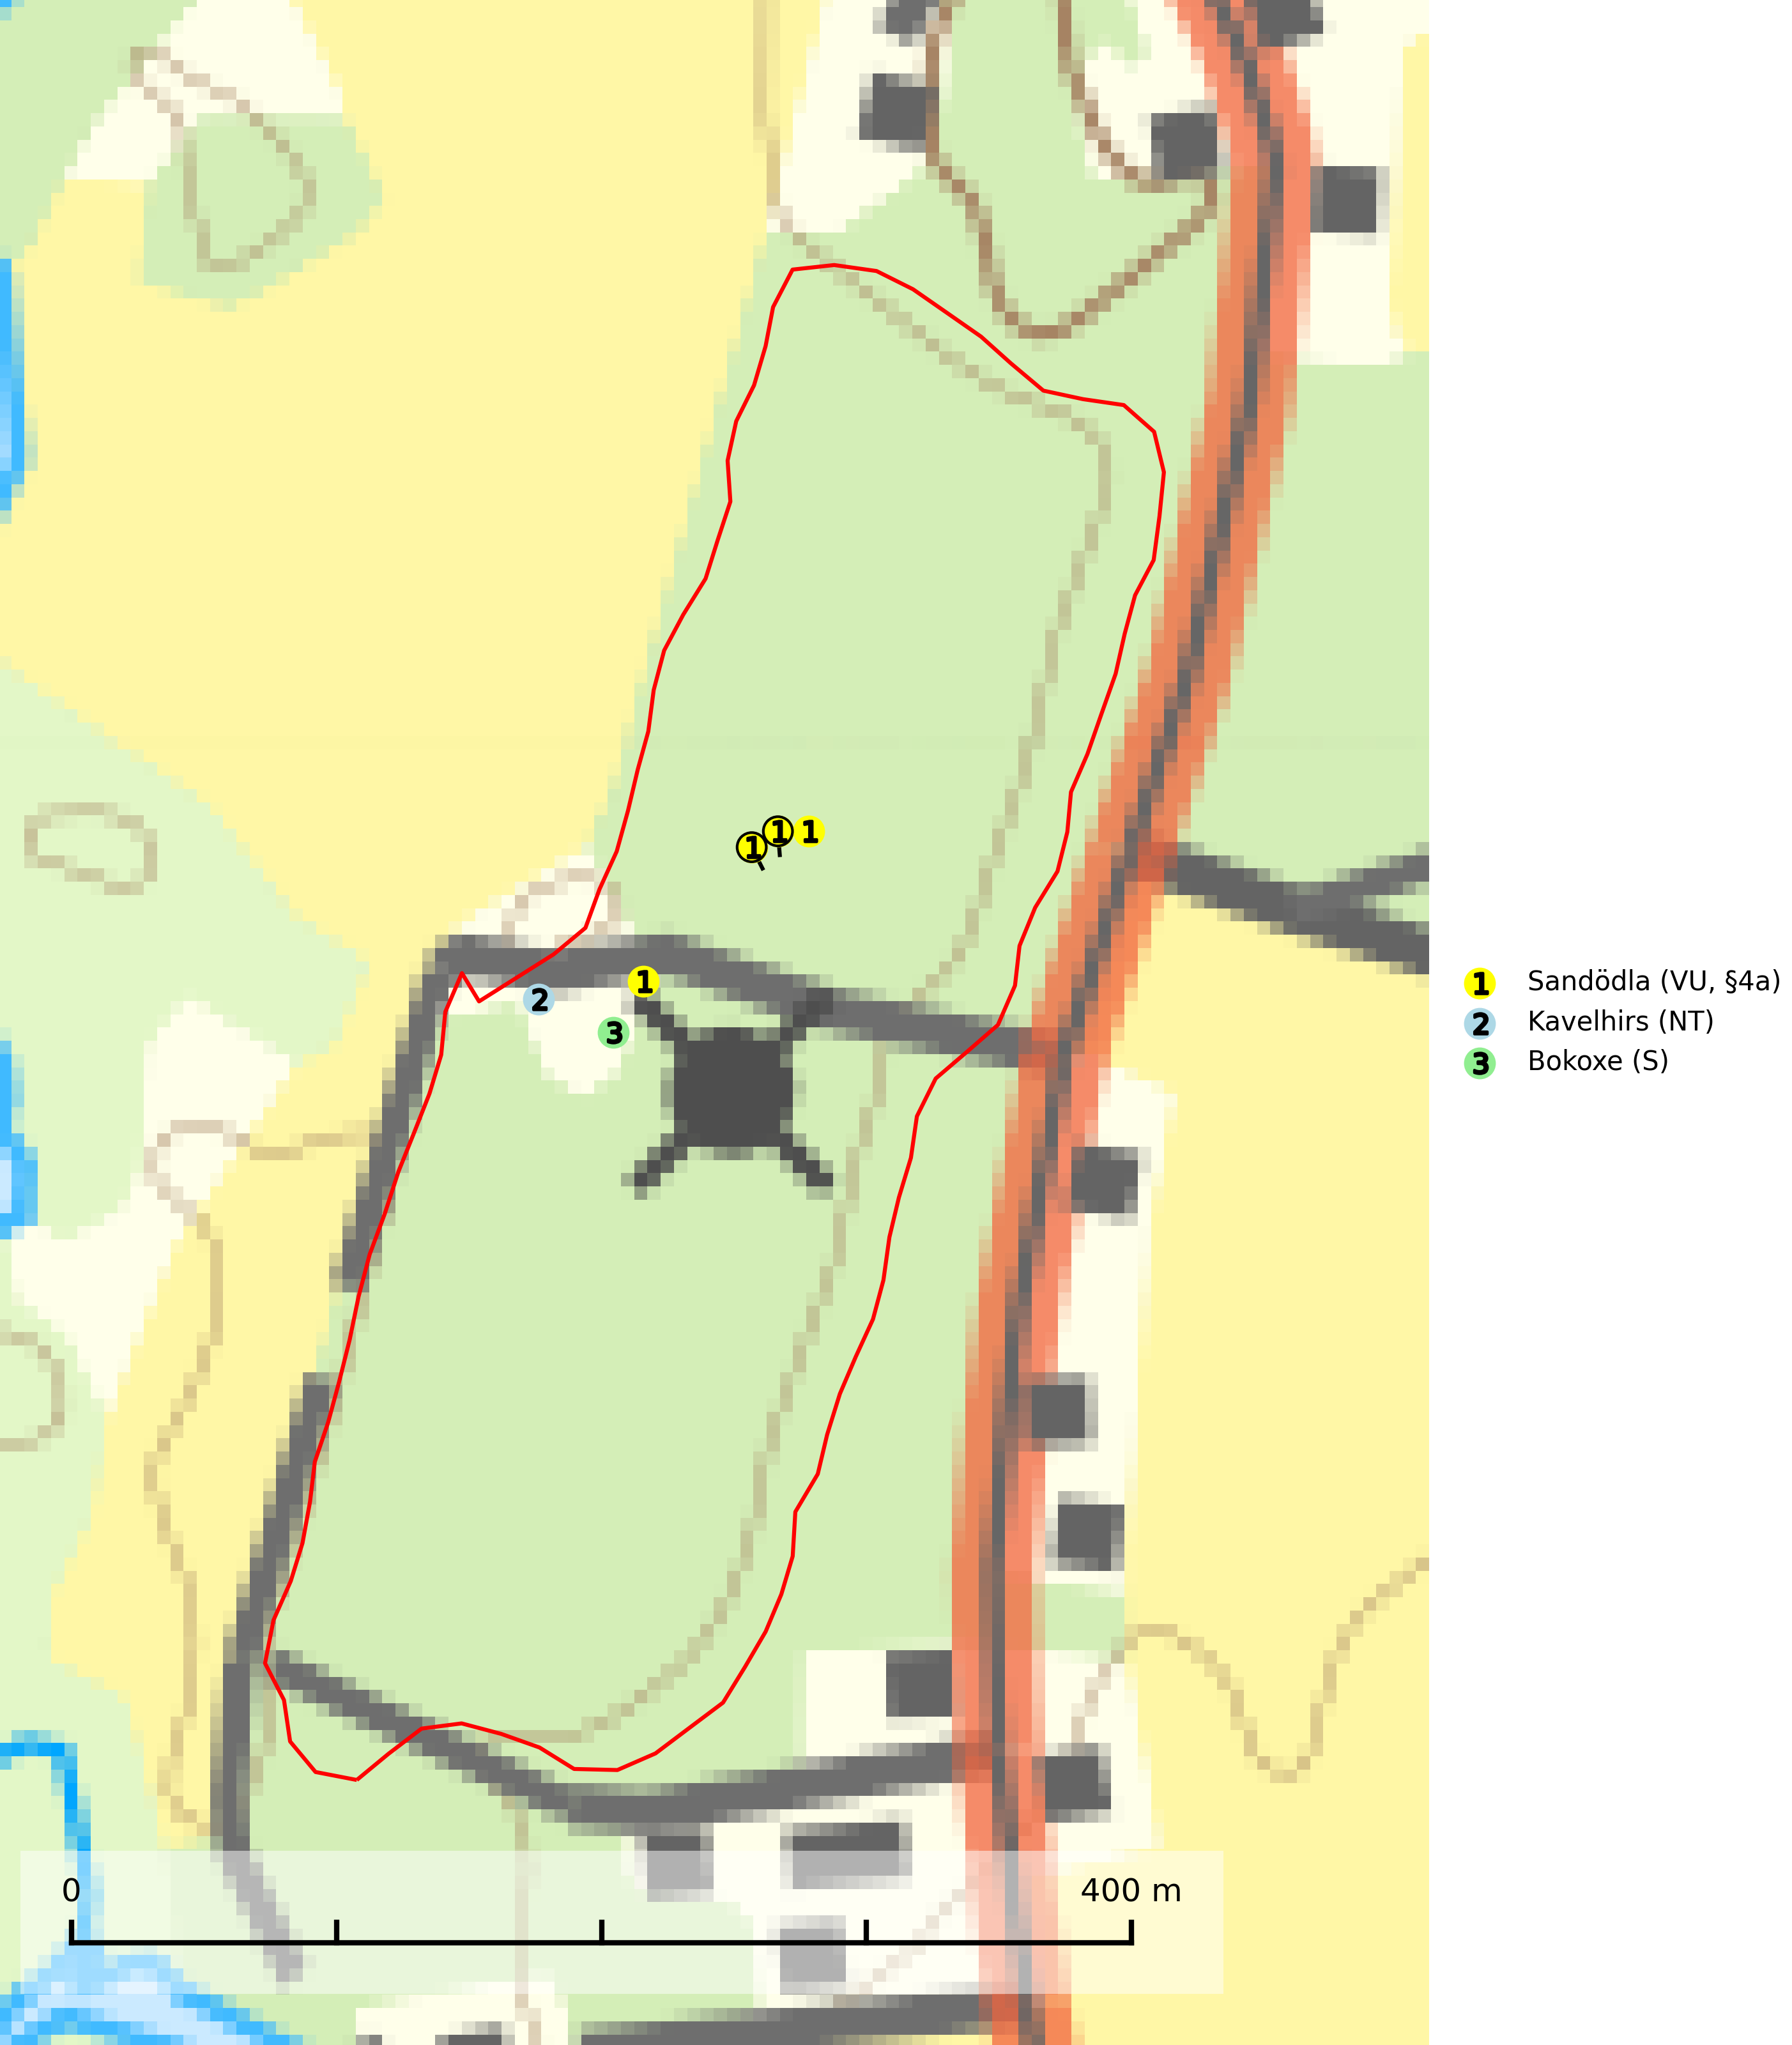 1 1 1
1
2
3
1 Sandödla (VU, §4a)
2 Kavelhirs (NT)
3 Bokoxe (S)
0 400 m